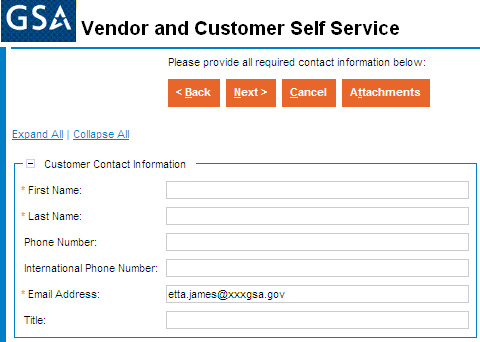 GSA
Vendor and Customer Self Service
Please provide all required contact information below:
< Back Next > Cancel Attachments
Expand All | Collapse All
Customer Contact Information
* First Name:
* Last Name:
Phone Number:
International Phone Number:
* Email Address: etta.james@xxxgsa.gov
Title: